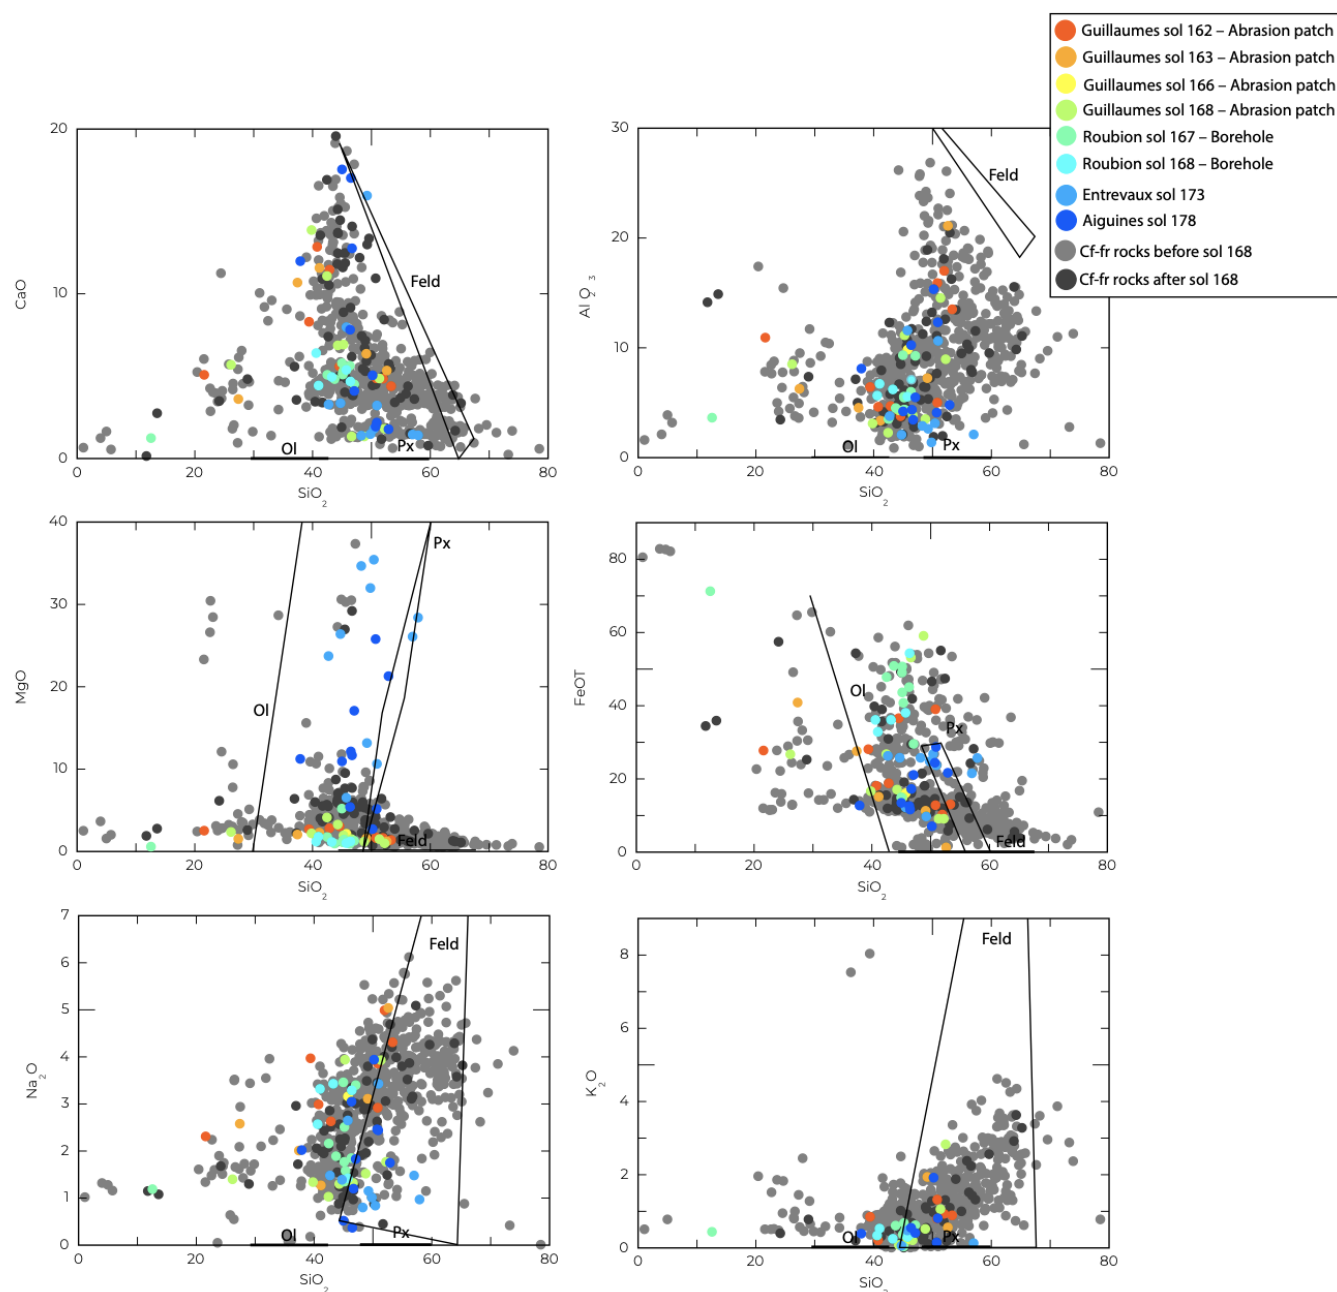 Guillaumes sol 162 – Abrasion patch
Guillaumes sol 163 – Abrasion patch
Guillaumes sol 166 – Abrasion patch
Guillaumes sol 168 – Abrasion patch
Roubion sol 167 – Borehole
Roubion sol 168 – Borehole
Entrevaux sol 173
Aiguines sol 178
Cf-fr rocks before sol 168
Cf-fr rocks after sol 168
20
10
0
CaO
Feld
Ol
Px
0 20 40 60 80
SiO2
30
20
10
0
Al2O3
Feld
Ol
Px
0 20 40 60 80
SiO2
40
30
20
10
0
MgO
Ol
Px
Feld
0 20 40 60 80
SiO2
80
60
40
20
0
FeOT
Ol
Px
Feld
0 20 40 60 80
SiO2
7
6
5
4
3
2
1
0
Na2O
Feld
Ol
Px
0 20 40 60 80
SiO2
8
6
4
2
0
K2O
Feld
Ol
Px
0 20 40 60 80
SiO2